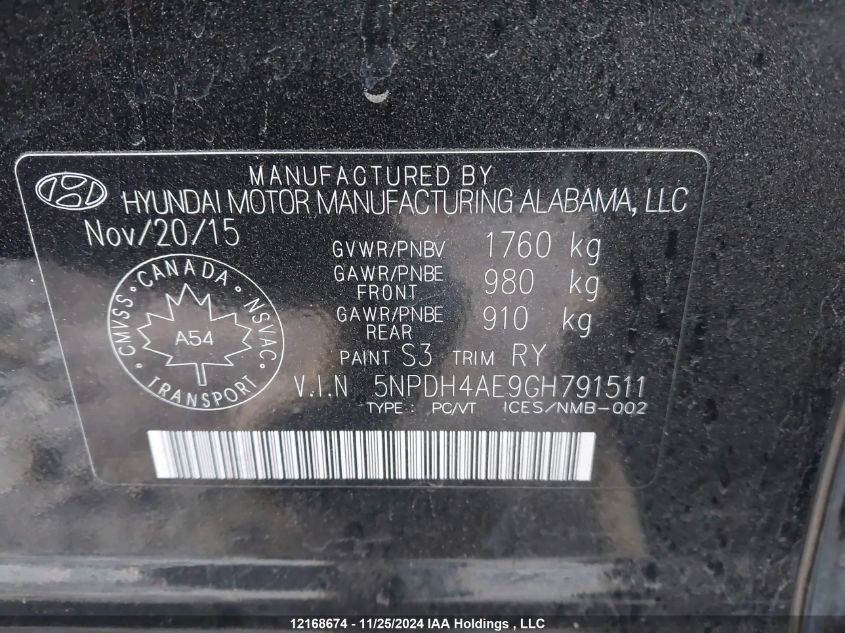 MANUFACTURED BY
HYUNDAI MOTOR MANUFACTURING ALABAMA, LLC
Nov/20/15
GVWR/PNBV 1760 kg
GAWR/PNBE FRONT 980 kg
GAWR/PNBE REAR 910 kg
PAINT S3 TRIM RY
V.I.N 5NPDH4AE9GH791511
TYPE : PC/VT ICES/NMB-002
CANADA
CMVSS NSVAC
A54
TRANSPORT
12168674 - 11/25/2024 IAA Holdings , LLC